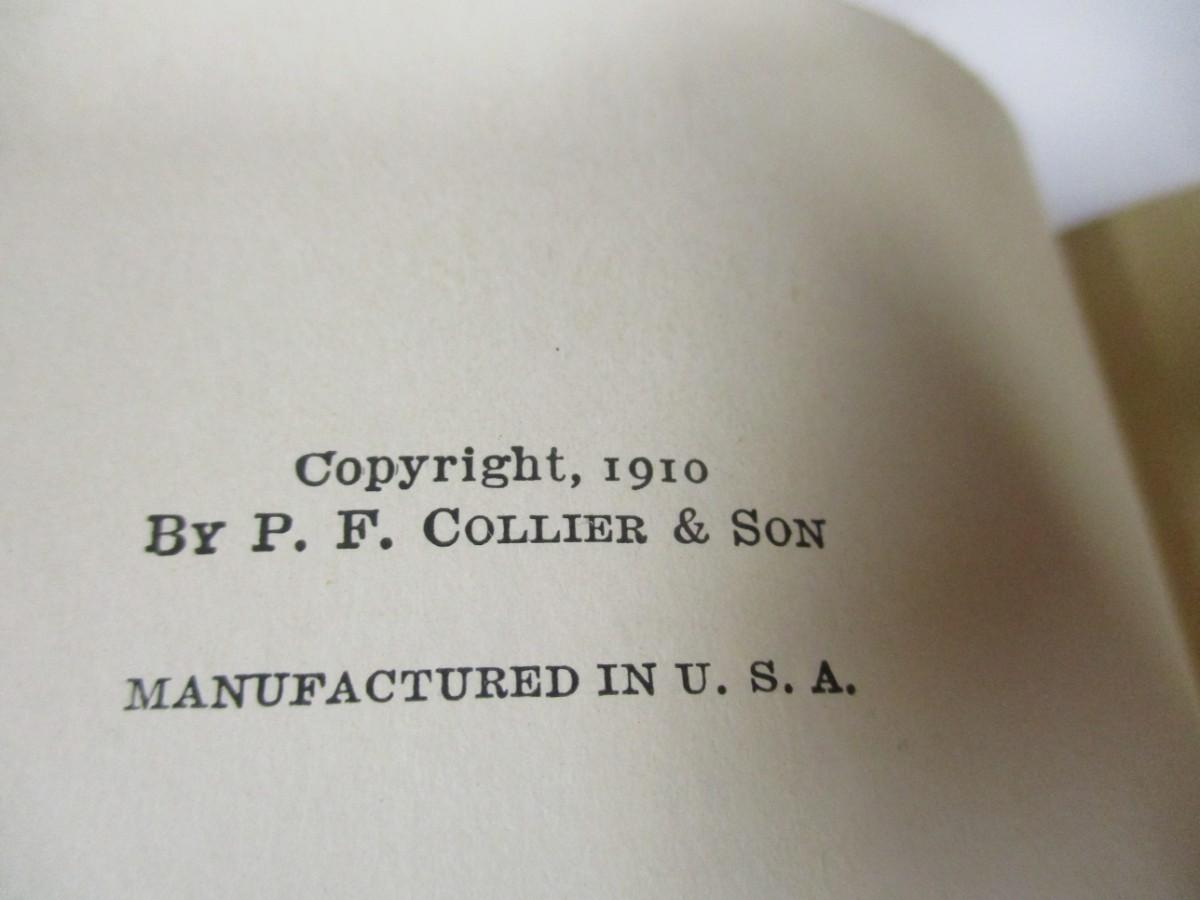 Copyright, 1910
By P. F. Collier & Son
MANUFACTURED IN U. S. A.